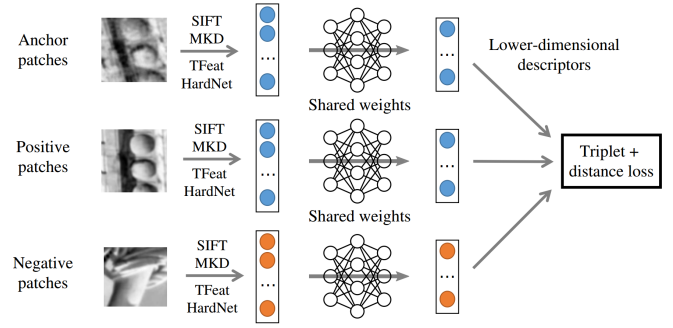 Anchor
patches
SIFT
MKD
TFeat
HardNet
...
Shared weights
...
Lower-dimensional
descriptors
Positive
patches
SIFT
MKD
TFeat
HardNet
...
Shared weights
...
Triplet +
distance loss
Negative
patches
SIFT
MKD
TFeat
HardNet
...
...